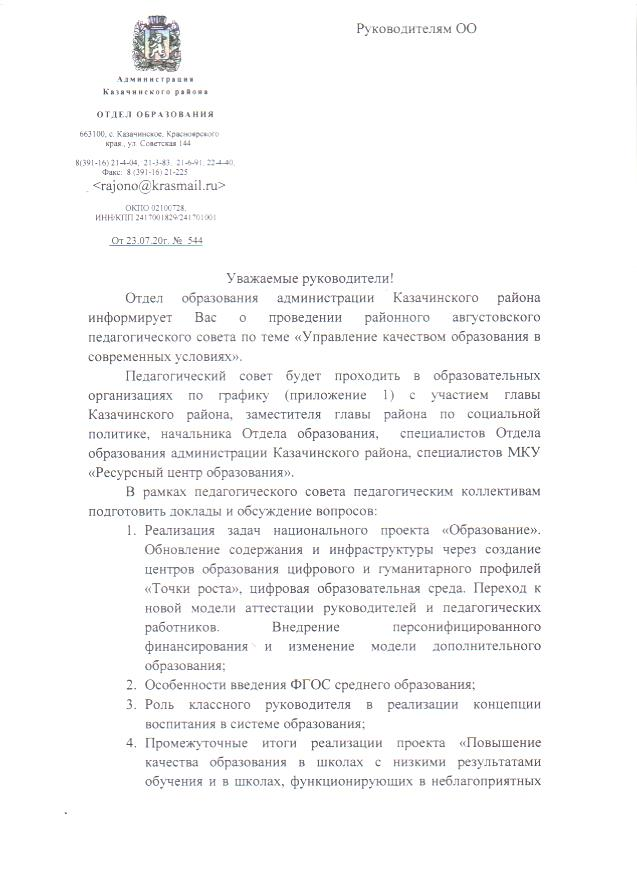 Руководителям ОО
Администрация
Казачинского района
ОТДЕЛ ОБРАЗОВАНИЯ
663100, с. Казачинское, Красноярского
края., ул. Советская 144
8(391-16) 21-4-04, 21-3-83, 21-6-91, 22-4-40,
Факс: 8 (391-16) 21-225
<rajono@krasmail.ru>
ОКПО 02100728,
ИНН/КПП 2417001829/241701001
От 23.07.20г. № 544
Уважаемые руководители!
Отдел образования администрации Казачинского района
информирует Вас о проведении районного августовского
педагогического совета по теме «Управление качеством образования в
современных условиях».
Педагогический совет будет проходить в образовательных
организациях по графику (приложение 1) с участием главы
Казачинского района, заместителя главы района по социальной
политике, начальника Отдела образования, специалистов Отдела
образования администрации Казачинского района, специалистов МКУ
«Ресурсный центр образования».
В рамках педагогического совета педагогическим коллективам
подготовить доклады и обсуждение вопросов:
1. Реализация задач национального проекта «Образование».
Обновление содержания и инфраструктуры через создание
центров образования цифрового и гуманитарного профилей
«Точки роста», цифровая образовательная среда. Переход к
новой модели аттестации руководителей и педагогических
работников. Внедрение персонифицированного
финансирования и изменение модели дополнительного
образования;
2. Особенности введения ФГОС среднего образования;
3. Роль классного руководителя в реализации концепции
воспитания в системе образования;
4. Промежуточные итоги реализации проекта «Повышение
качества образования в школах с низкими результатами
обучения и в школах, функционирующих в неблагоприятных